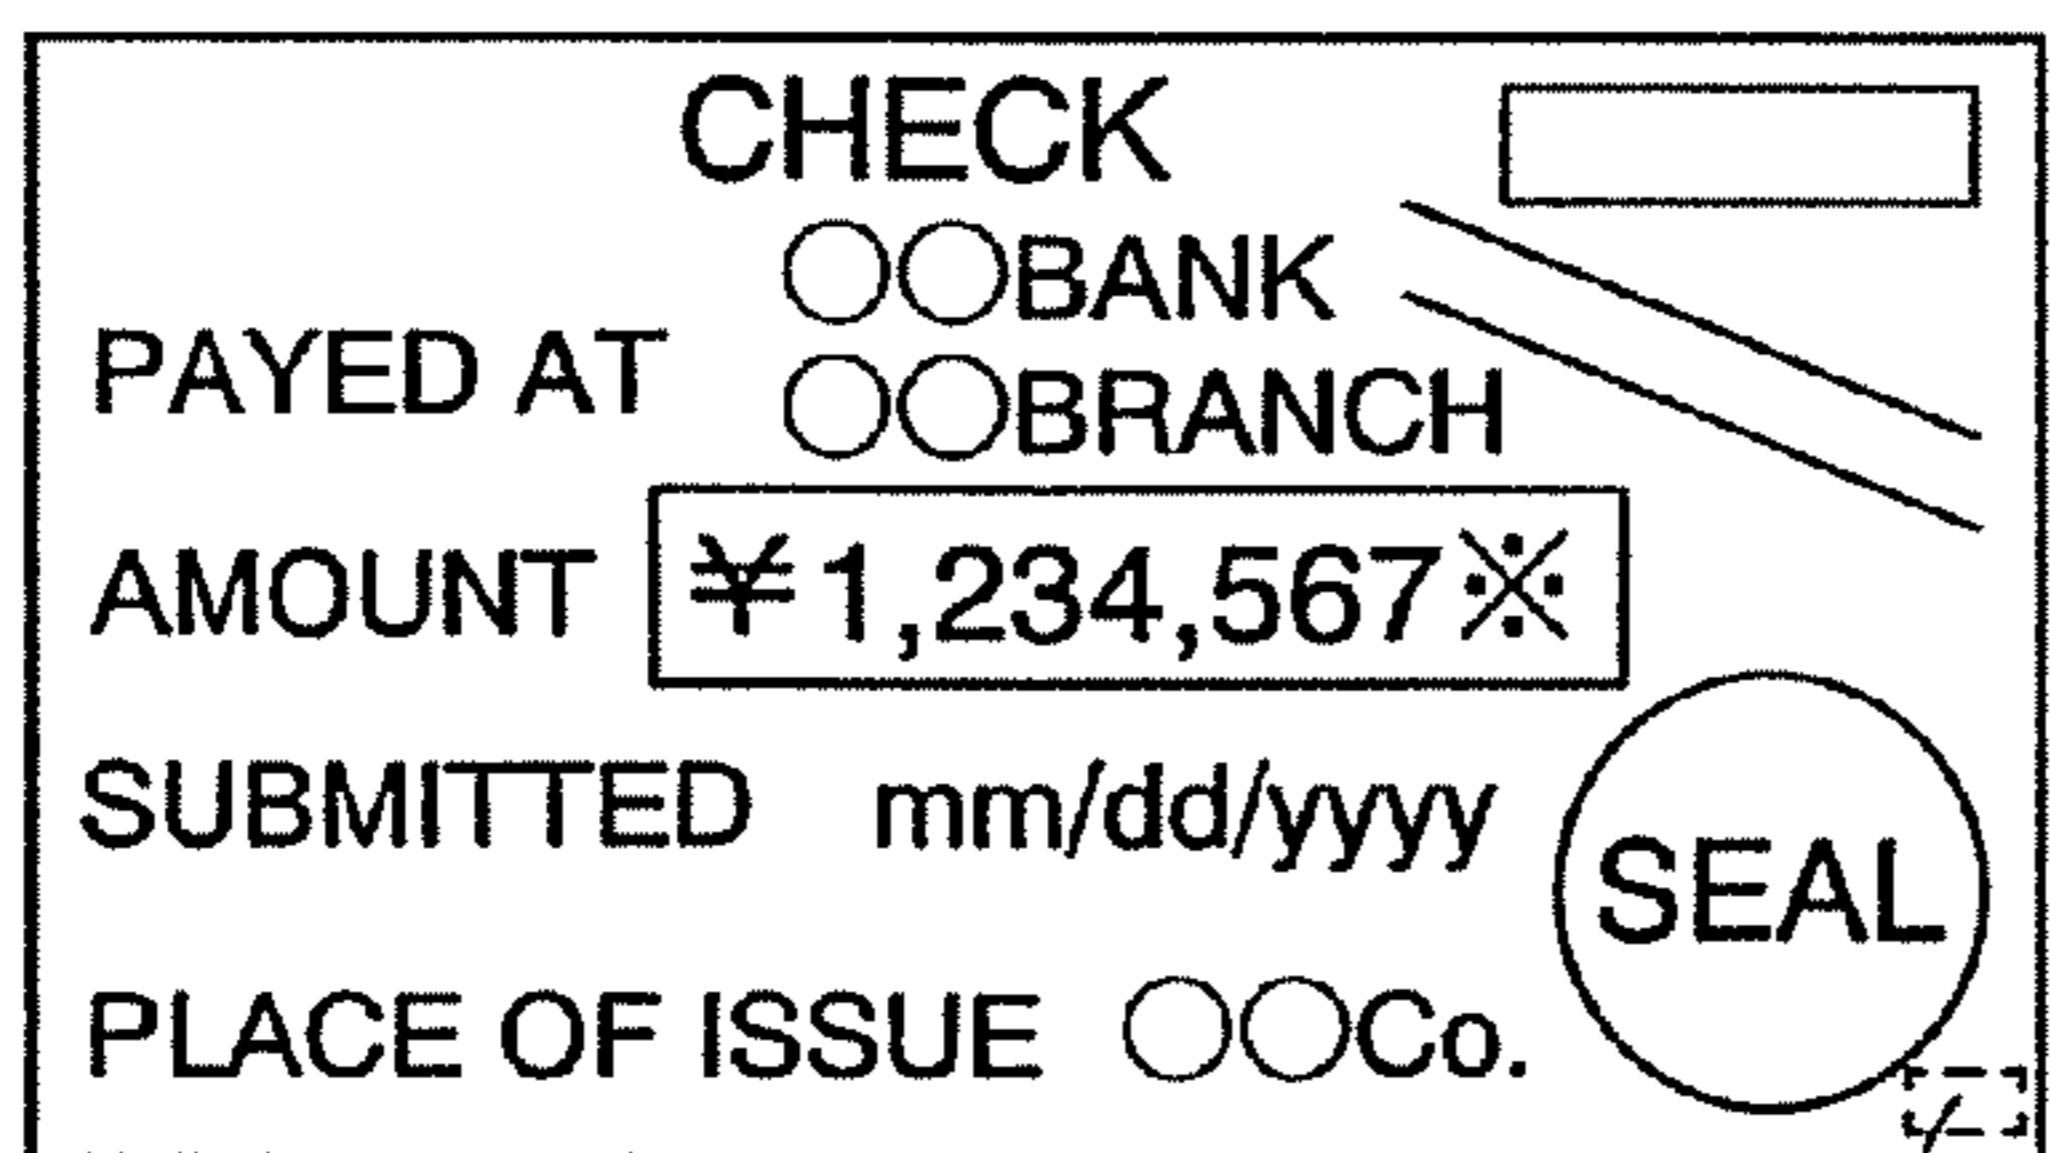 CHECK
○○BANK
PAYED AT
○○BRANCH
AMOUNT ¥1,234,567※
SUBMITTED mm/dd/yyyy
SEAL
PLACE OF ISSUE ○○Co.